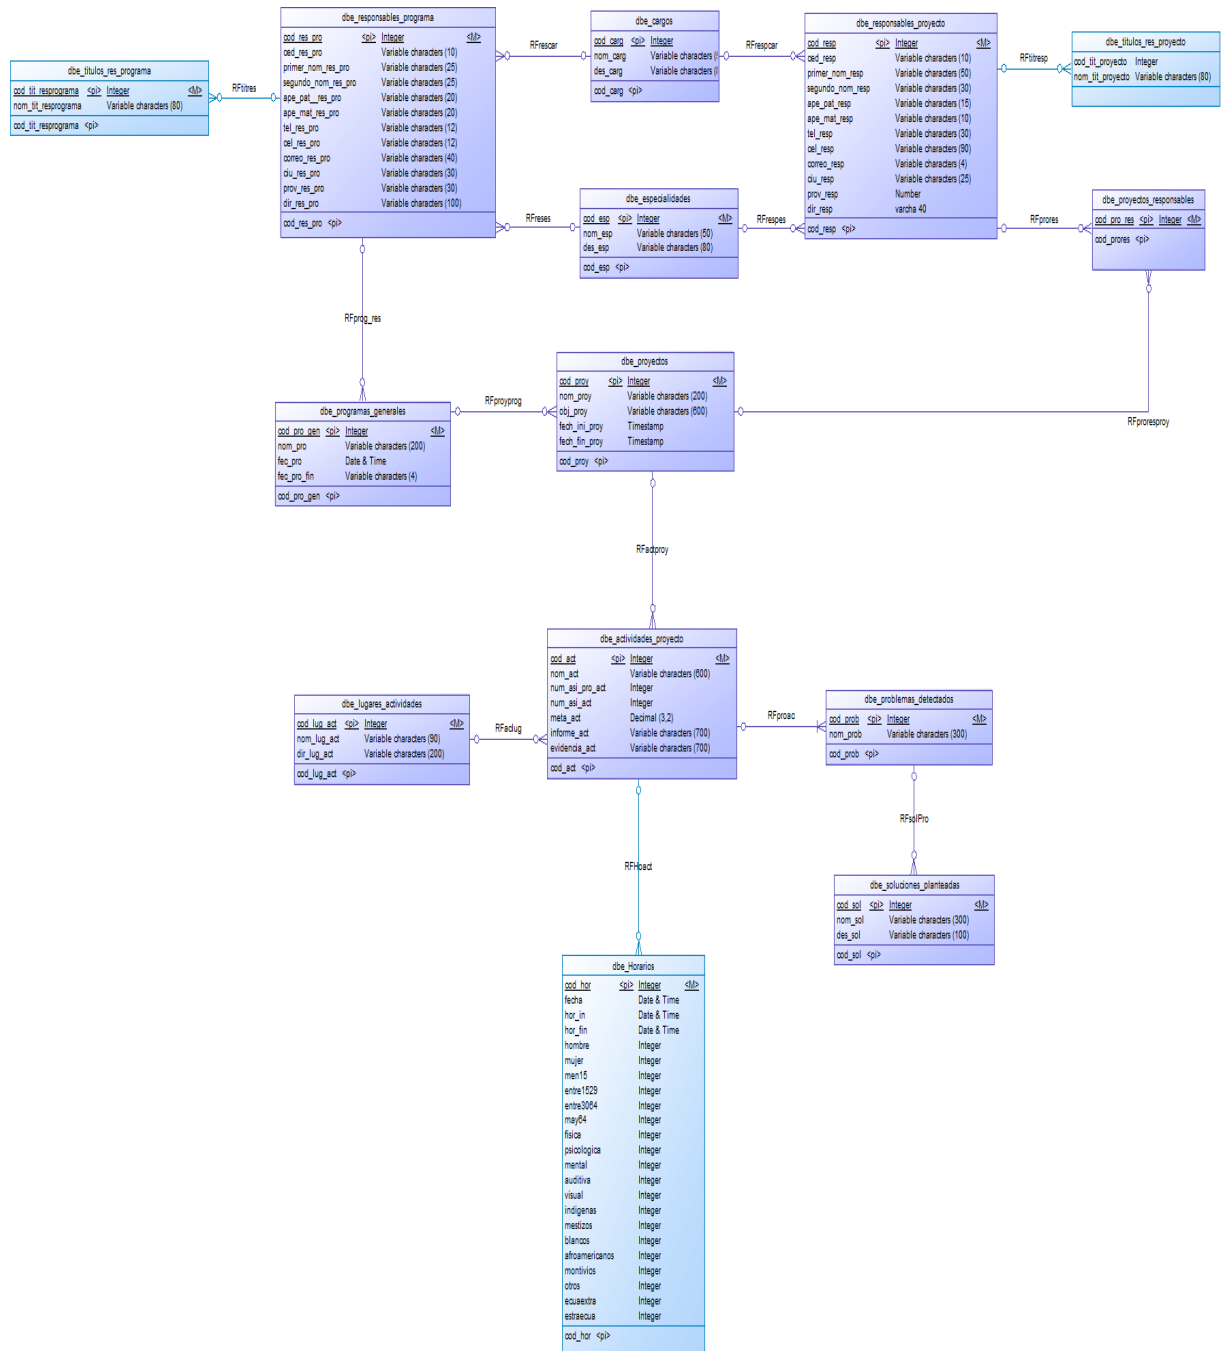 dbe_responsables_programa
cod_res_pro <pi> Integer <M>
ced_res_pro Variable characters (10)
primer_nom_res_pro Variable characters (25)
segundo_nom_res_pro Variable characters (25)
ape_pat__res_pro Variable characters (20)
ape_mat_res_pro Variable characters (20)
tel_res_pro Variable characters (12)
cel_res_pro Variable characters (12)
correo_res_pro Variable characters (40)
ciu_res_pro Variable characters (30)
prov_res_pro Variable characters (30)
dir_res_pro Variable characters (100)
cod_res_pro <pi>
RFrescar
dbe_cargos
cod_carg <pi> Integer
nom_carg Variable characters
des_carg Variable characters
cod_carg <pi>
RFrespcar
dbe_responsables_proyecto
cod_resp <pi> Integer <M>
ced_resp Variable characters (10)
primer_nom_resp Variable characters (50)
segundo_nom_resp Variable characters (30)
ape_pat_resp Variable characters (15)
ape_mat_resp Variable characters (10)
tel_resp Variable characters (30)
cel_resp Variable characters (90)
correo_resp Variable characters (4)
ciu_resp Variable characters (25)
prov_resp Number
dir_resp varcha 40
cod_resp <pi>
RFtitresp
dbe_titulos_res_proyecto
cod_tit_proyecto Integer
nom_tit_proyecto Variable characters (80)
dbe_titulos_res_programa
cod_tit_resprograma <pi> Integer <M>
nom_tit_resprograma Variable characters (80)
cod_tit_resprograma <pi>
RFtitres
RFreses
dbe_especialidades
cod_esp <pi> Integer <M>
nom_esp Variable characters (50)
des_esp Variable characters (80)
cod_esp <pi>
RFrespes
RFprores
dbe_proyectos_responsables
cod_pro_res <pi> Integer <M>
cod_prores <pi>
RFprog_res
dbe_programas_generales
cod_pro_gen <pi> Integer <M>
nom_pro Variable characters (200)
fec_pro Date & Time
fec_pro_fin Variable characters (4)
cod_pro_gen <pi>
RFproyprog
dbe_proyectos
cod_proy <pi> Integer <M>
nom_proy Variable characters (200)
obj_proy Variable characters (600)
fech_ini_proy Timestamp
fech_fin_proy Timestamp
cod_proy <pi>
RFproresproy
RFactproy
dbe_actividades_proyecto
cod_act <pi> Integer <M>
nom_act Variable characters (600)
num_asi_pro_act Integer
num_asi_act Integer
meta_act Decimal (3,2)
informe_act Variable characters (700)
evidencia_act Variable characters (700)
cod_act <pi>
dbe_lugares_actividades
cod_lug_act <pi> Integer <M>
nom_lug_act Variable characters (90)
dir_lug_act Variable characters (200)
cod_lug_act <pi>
RFaclug
RFproac
dbe_problemas_detectados
cod_prob <pi> Integer <M>
nom_prob Variable characters (300)
cod_prob <pi>
RFsolPro
dbe_soluciones_planteadas
cod_sol <pi> Integer <M>
nom_sol Variable characters (300)
des_sol Variable characters (100)
cod_sol <pi>
RFHoact
dbe_Horarios
cod_hor <pi> Integer <M>
fecha Date & Time
hor_in Date & Time
hor_fin Date & Time
hombre Integer
mujer Integer
men15 Integer
entre1529 Integer
entre3064 Integer
may64 Integer
fisica Integer
psicologica Integer
mental Integer
auditiva Integer
visual Integer
indigenas Integer
mestizos Integer
blancos Integer
afroamericanos Integer
montivios Integer
otros Integer
ecuaextra Integer
estraecua Integer
cod_hor <pi>